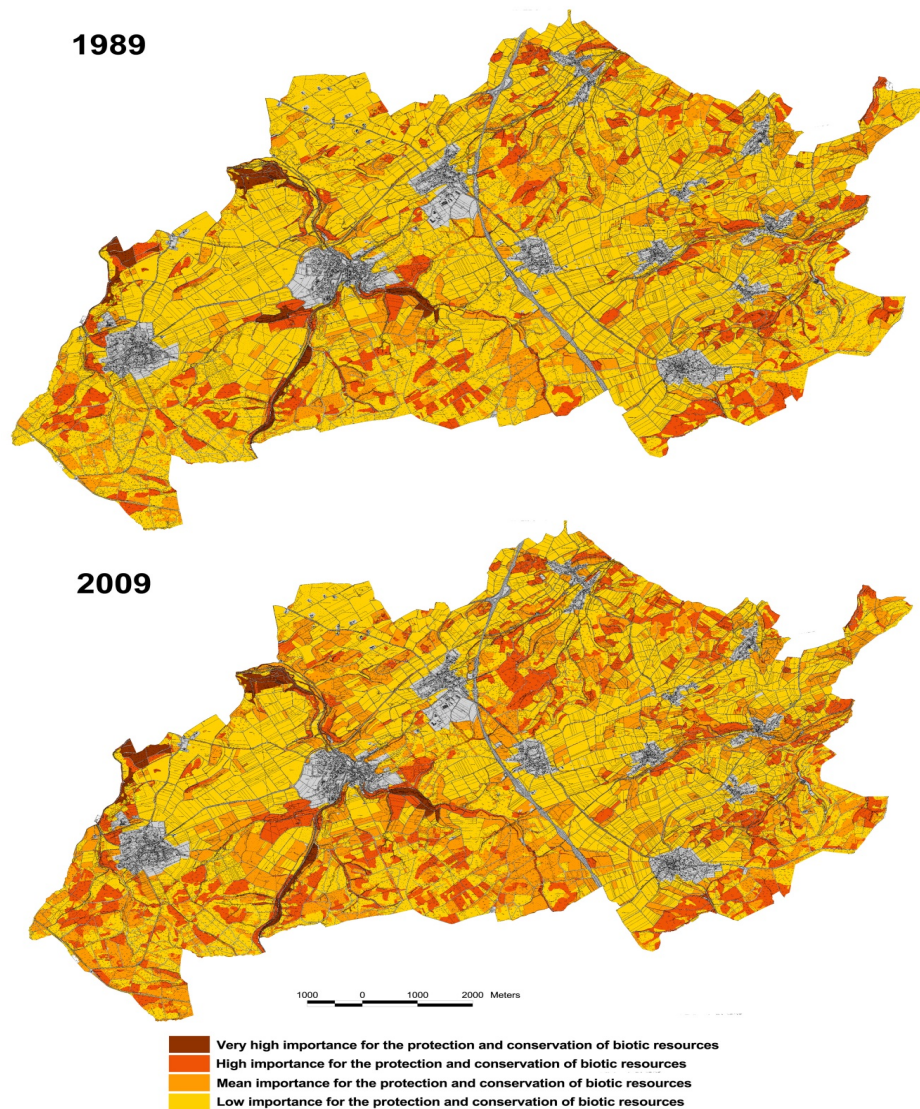 1989
2009
1000 0 1000 2000 Meters
Very high importance for the protection and conservation of biotic resources
High importance for the protection and conservation of biotic resources
Mean importance for the protection and conservation of biotic resources
Low importance for the protection and conservation of biotic resources